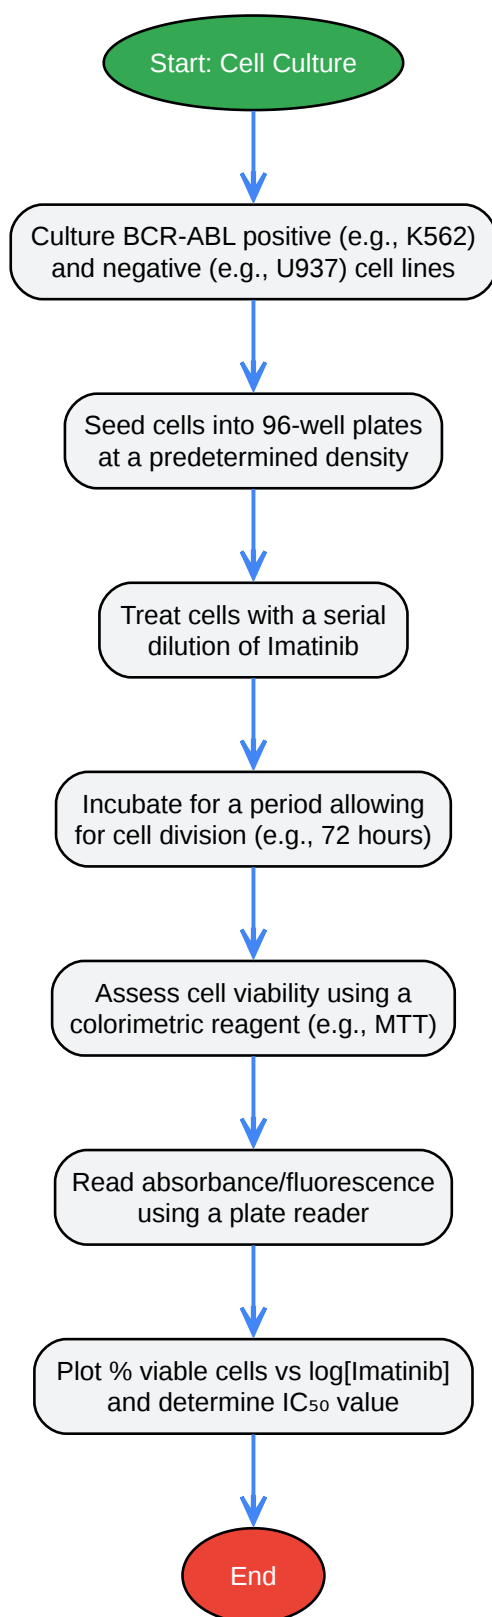 Start: Cell Culture
Culture BCR-ABL positive (e.g., K562)
and negative (e.g., U937) cell lines
Seed cells into 96-well plates
at a predetermined density
Treat cells with a serial
dilution of Imatinib
Incubate for a period allowing
for cell division (e.g., 72 hours)
Assess cell viability using a
colorimetric reagent (e.g., MTT)
Read absorbance/fluorescence
using a plate reader
Plot % viable cells vs log[Imatinib]
and determine IC₅₀ value
End